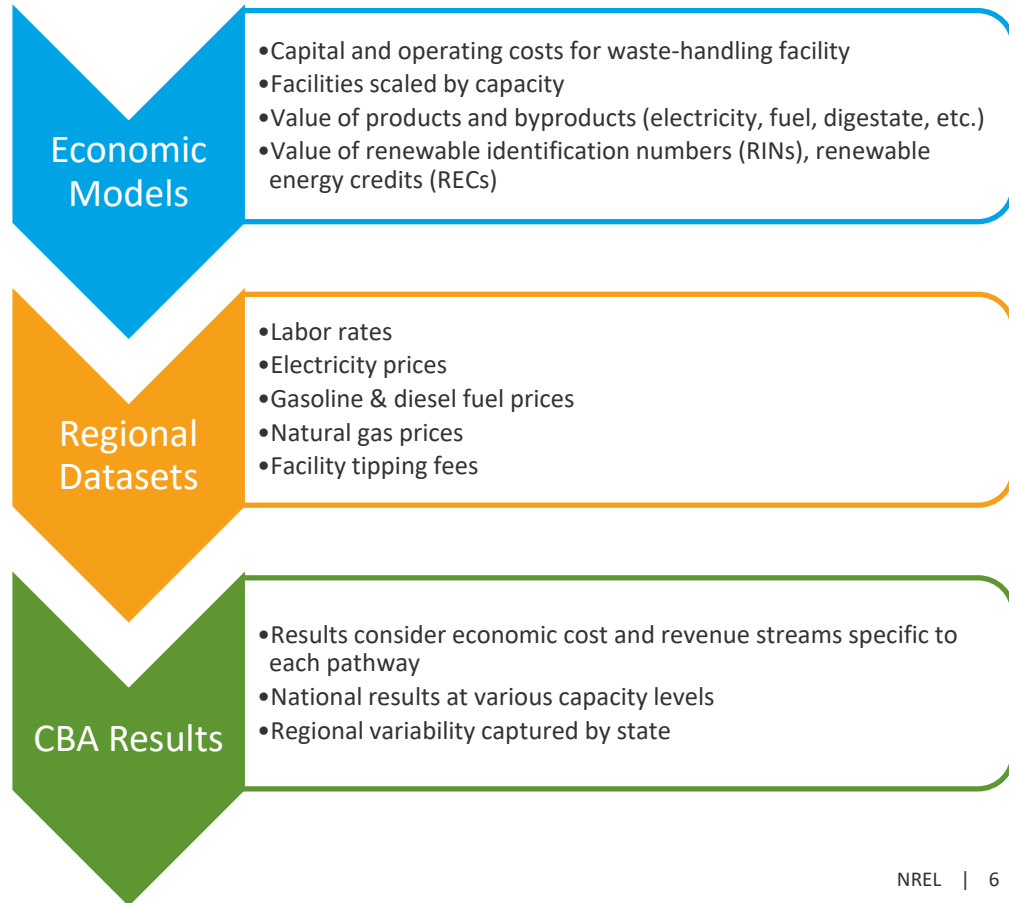 Economic
Models
•Capital and operating costs for waste-handling facility
•Facilities scaled by capacity
•Value of products and byproducts (electricity, fuel, digestate, etc.)
•Value of renewable identification numbers (RINs), renewable
energy credits (RECs)
Regional
Datasets
•Labor rates
•Electricity prices
•Gasoline & diesel fuel prices
•Natural gas prices
•Facility tipping fees
CBA Results
•Results consider economic cost and revenue streams specific to
each pathway
•National results at various capacity levels
•Regional variability captured by state
NREL | 6